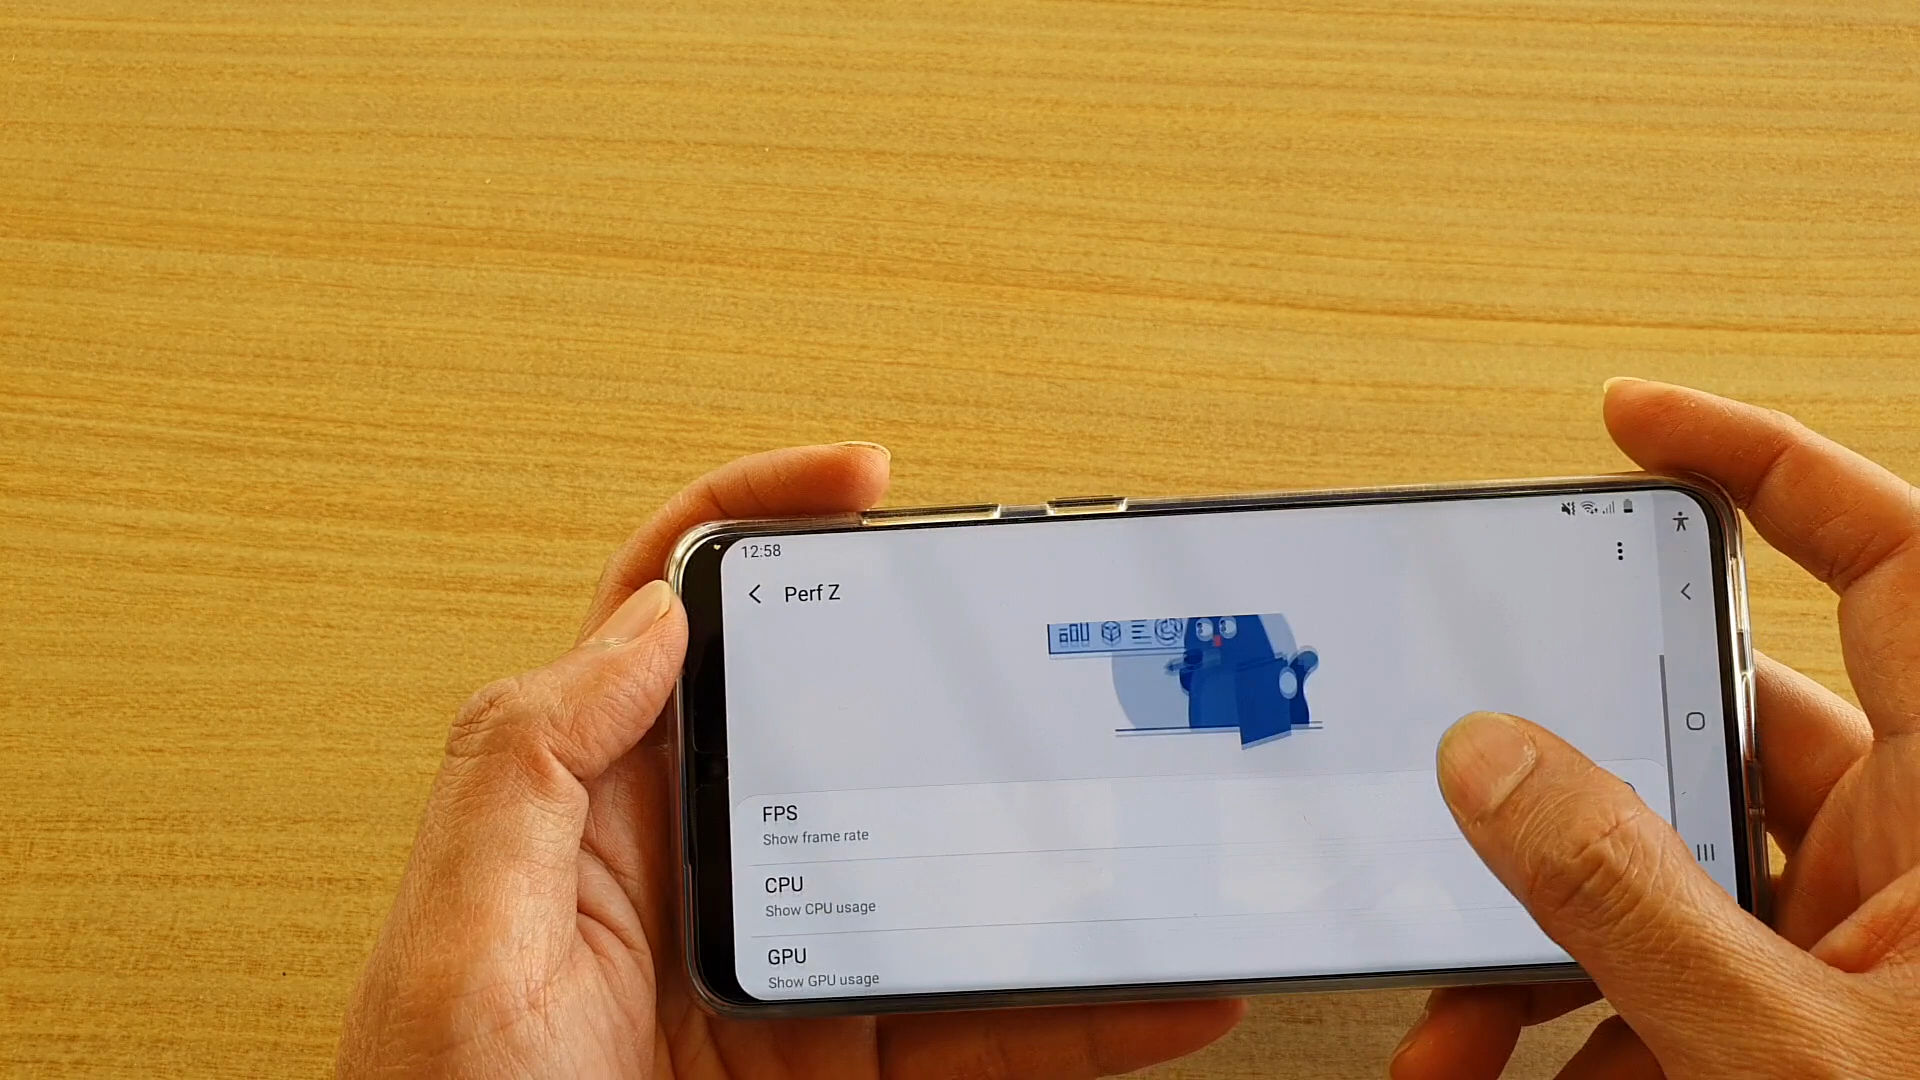 12:58
Perf Z
FPS
Show frame rate
CPU
Show CPU usage
GPU
Show GPU usage